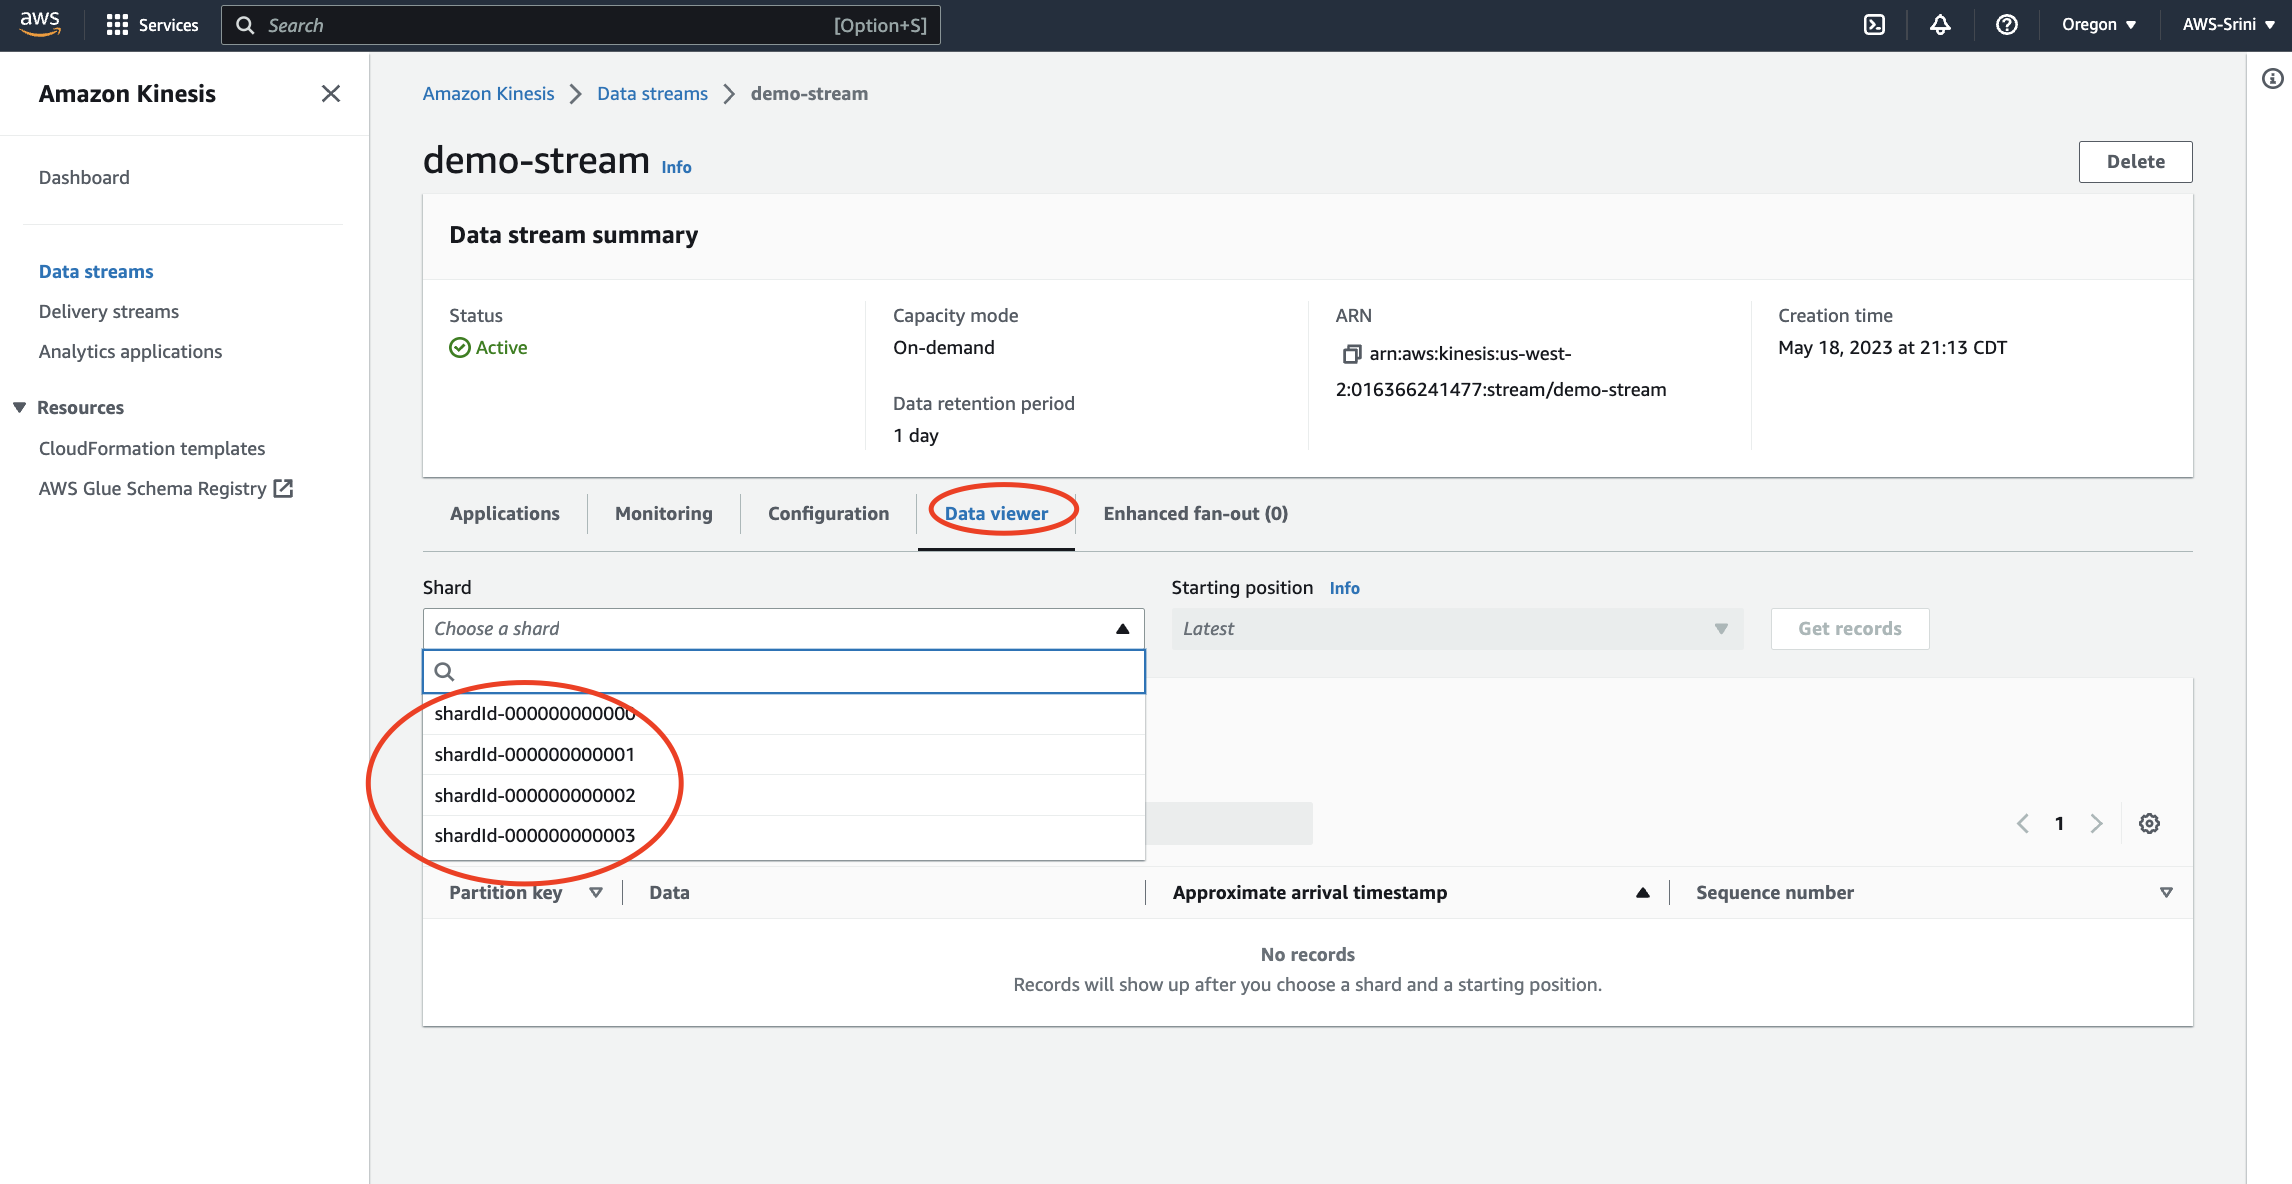 aws Services Search [Option+S] Oregon AWS-Srini
Amazon Kinesis
Dashboard
Data streams
Delivery streams
Analytics applications
Resources
CloudFormation templates
AWS Glue Schema Registry
Amazon Kinesis Data streams demo-stream
demo-stream Info
Delete
Data stream summary
Status
Active
Capacity mode
On-demand
Data retention period
1 day
ARN
arn:aws:kinesis:us-west-
2:016366241477:stream/demo-stream
Creation time
May 18, 2023 at 21:13 CDT
Applications Monitoring Configuration Data viewer Enhanced fan-out (0)
Shard
Choose a shard
Starting position Info
Latest
Get records
shardId-000000000000
shardId-000000000001
shardId-000000000002
shardId-000000000003
1
Partition key Data Approximate arrival timestamp Sequence number
No records
Records will show up after you choose a shard and a starting position.